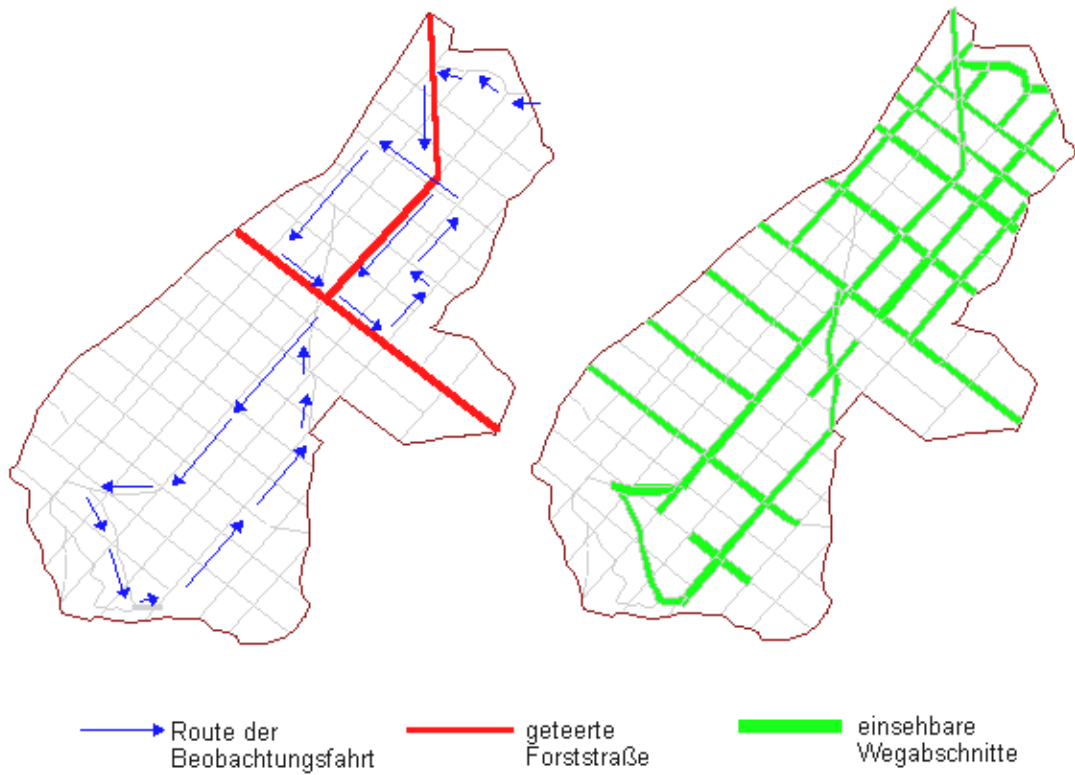 Route der
Beobachtungsfahrt
geteerte
Forststraße
einsehbare
Wegabschnitte